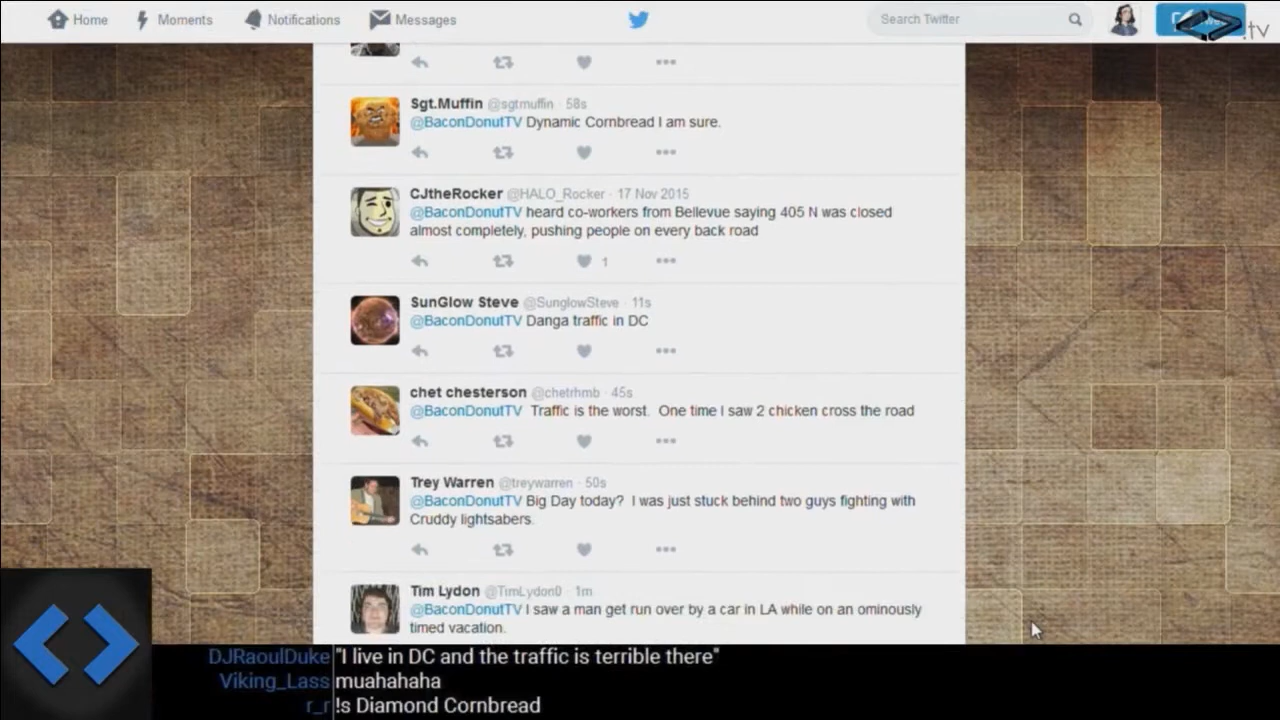 Home Moments Notifications Messages Search Twitter
.tv
Sgt.Muffin @sgtmuffin · 58s
@BaconDonutTV Dynamic Cornbread I am sure.
CJtheRocker @HALO_Rocker · 17 Nov 2015
@BaconDonutTV heard co-workers from Bellevue saying 405 N was closed
almost completely, pushing people on every back road
1
SunGlow Steve @SunglowSteve · 11s
@BaconDonutTV Danga traffic in DC
chet chesterson @chetrhmb · 45s
@BaconDonutTV Traffic is the worst. One time I saw 2 chicken cross the road
Trey Warren @treywarren · 50s
@BaconDonutTV Big Day today? I was just stuck behind two guys fighting with
Cruddy lightsabers.
Tim Lydon @TimLydon0 · 1m
@BaconDonutTV I saw a man get run over by a car in LA while on an ominously
timed vacation.
DJRaoulDuke "I live in DC and the traffic is terrible there"
Viking_Lass muahahaha
r_r !s Diamond Cornbread